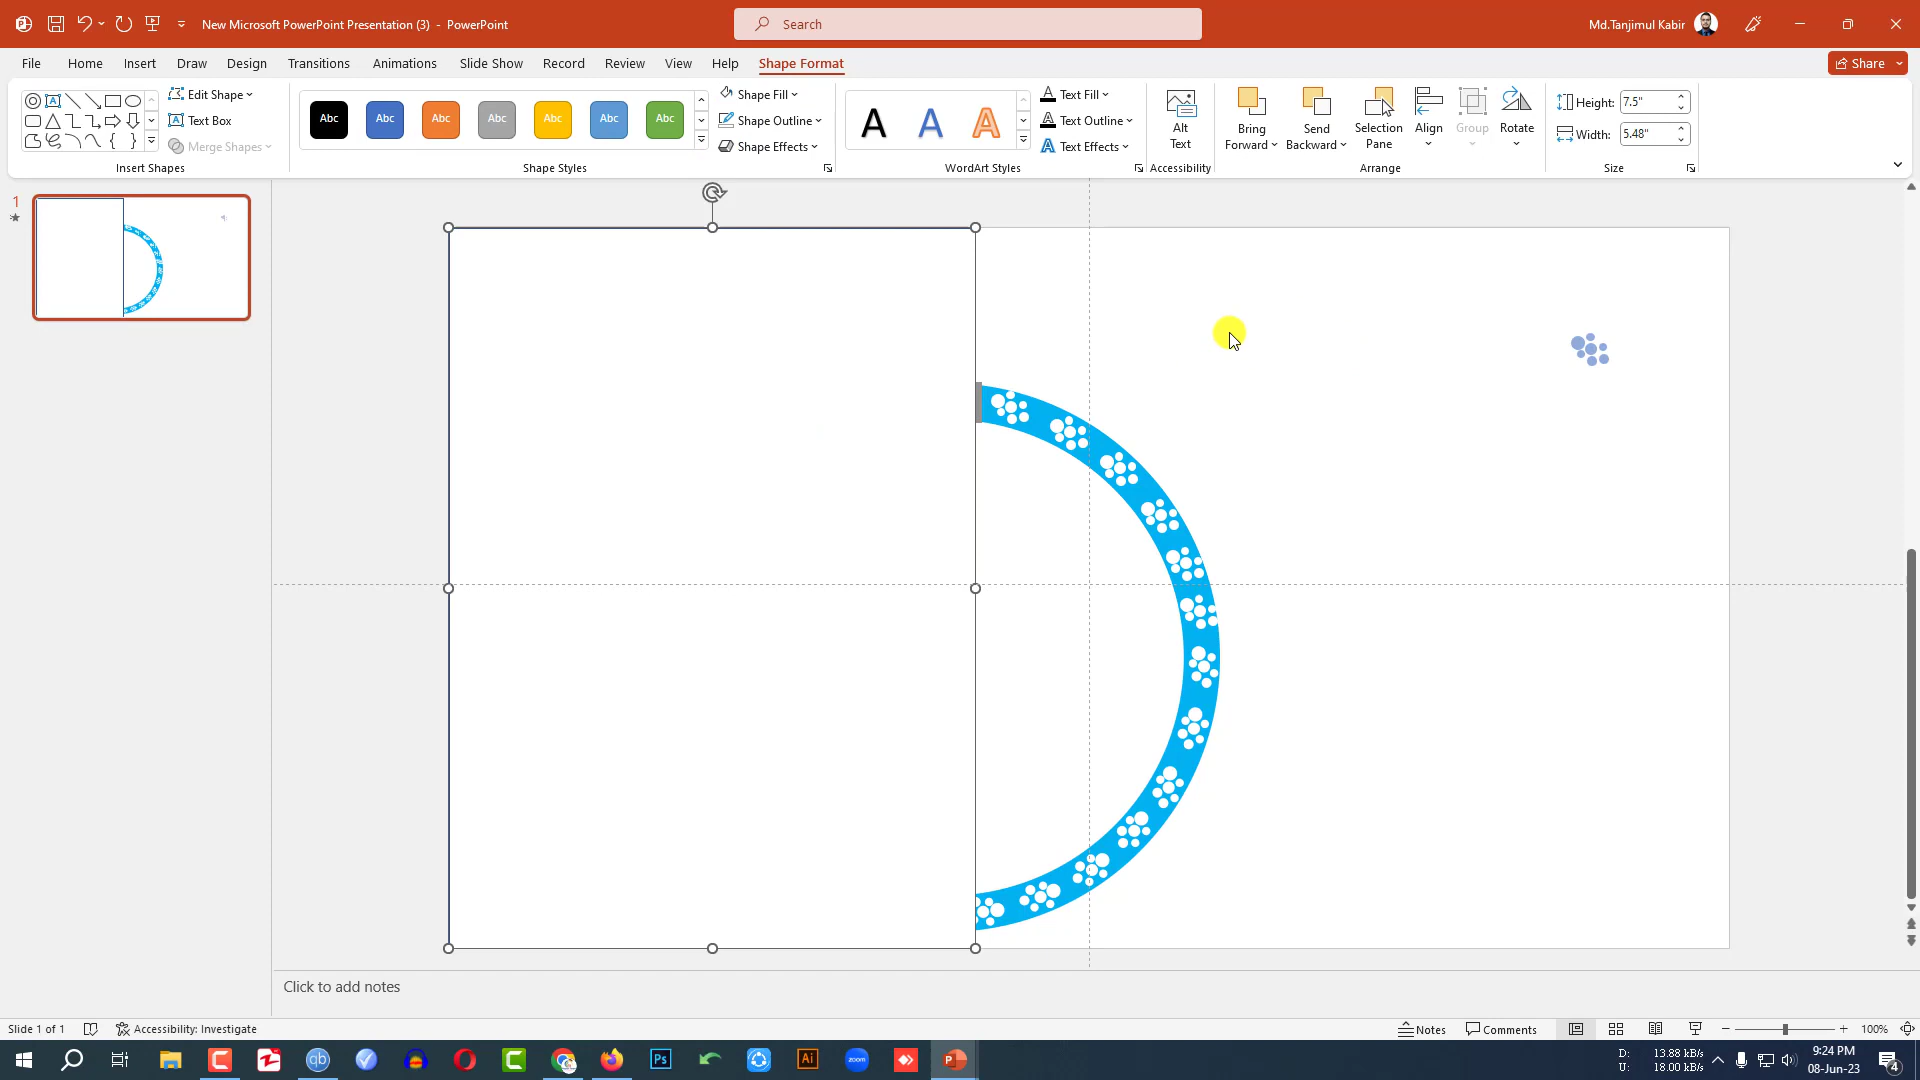 New Microsoft PowerPoint Presentation (3) - PowerPoint
Search
Md.Tanjimul Kabir
File Home Insert Draw Design Transitions Animations Slide Show Record Review View Help Shape Format
Share
Edit Shape
Text Box
Merge Shapes
Insert Shapes
Abc Abc Abc Abc Abc Abc Abc
Shape Fill
Shape Outline
Shape Effects
Shape Styles
A A A
Text Fill
Text Outline
Text Effects
WordArt Styles
Alt Text
Accessibility
Bring Forward
Send Backward
Selection Pane
Align
Group
Rotate
Arrange
Height: 7.5"
Width: 5.48"
Size
1
Click to add notes
Slide 1 of 1
Accessibility: Investigate
Notes
Comments
100%
qb
Ps
Ai
zoom
P
D: 13.88 kB/s
U: 18.00 kB/s
9:24 PM
08-Jun-23
4